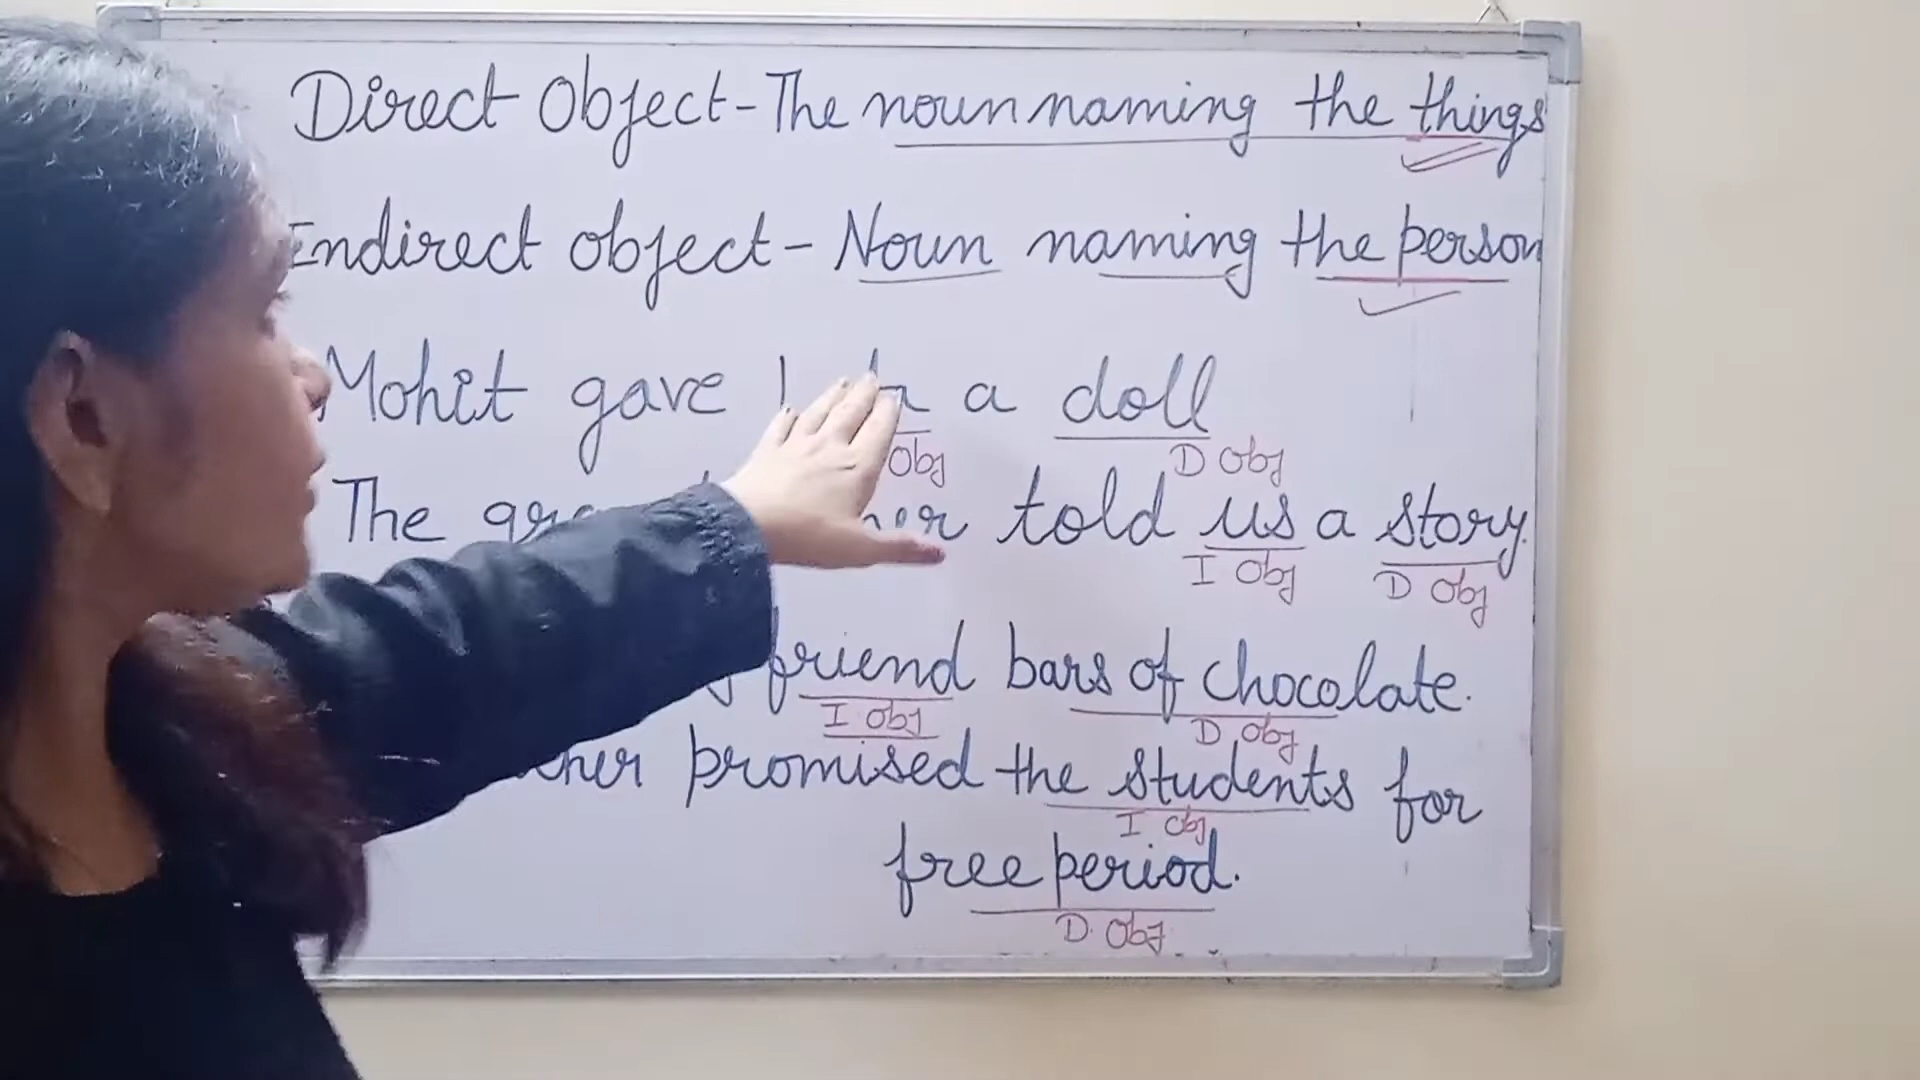 Direct Object - The noun naming the things
Indirect object - Noun naming the person
Mohit gave a doll
Obj D Obj
The told us a story.
I Obj D Obj
friend bars of chocolate.
I Obj D Obj
promised the students for
I Obj
free period.
D. Obj